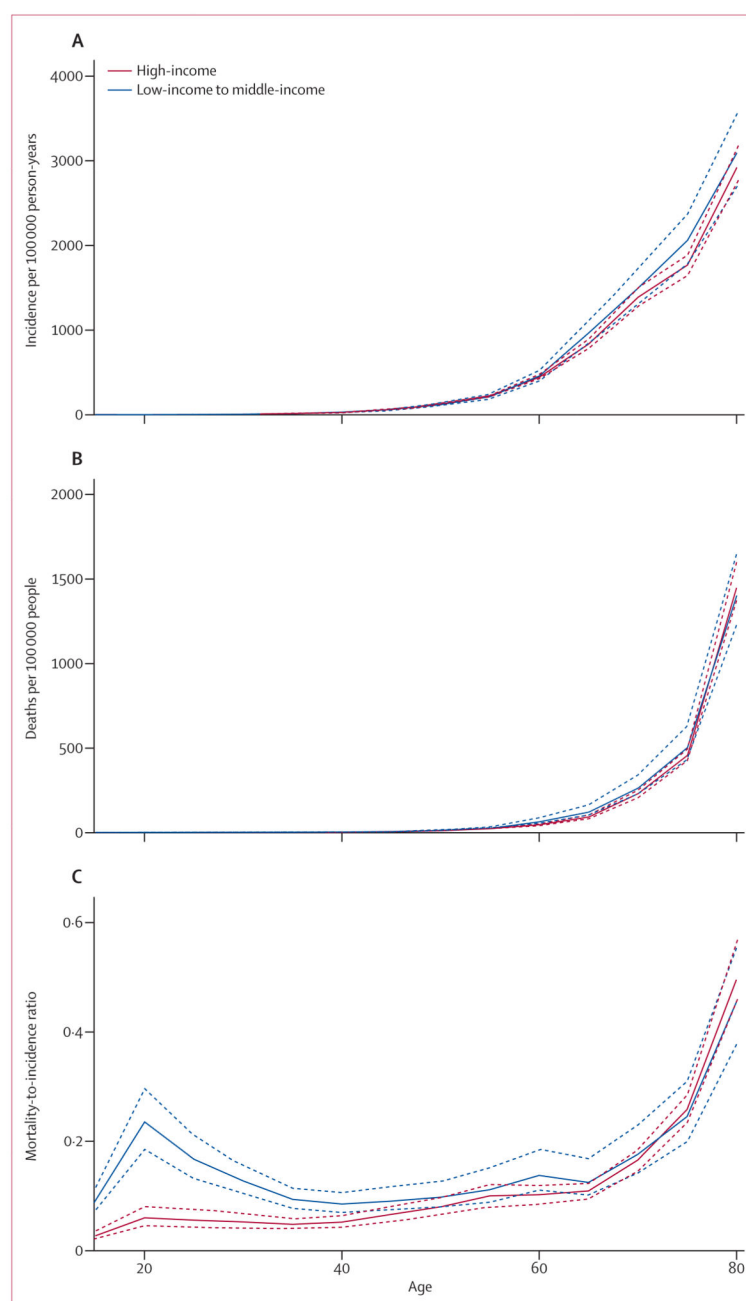 A
High-income
Low-income to middle-income
4000
3000
2000
1000
0
Incidence per 100 000 person-years
B
2000
1500
1000
500
0
Deaths per 100 000 people
C
0·6
0·4
0·2
0
Mortality-to-incidence ratio
20
40
60
80
Age